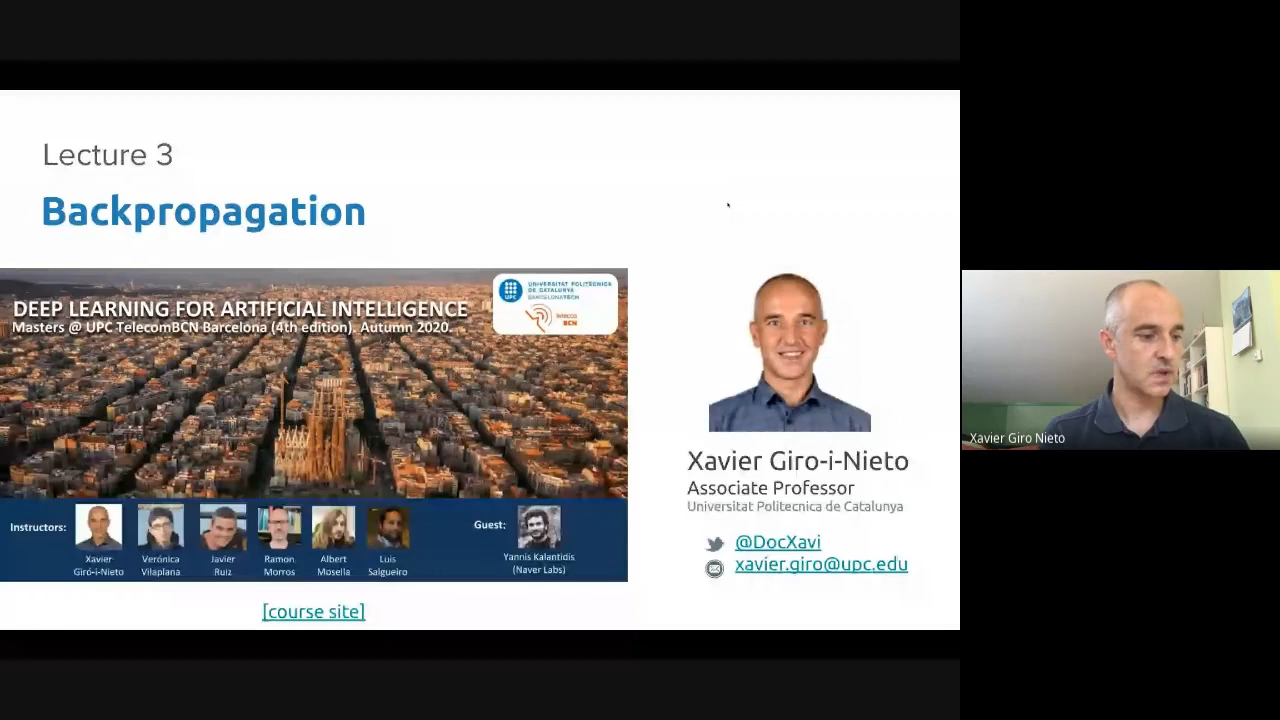 Lecture 3
Backpropagation
DEEP LEARNING FOR ARTIFICIAL INTELLIGENCE
Masters @ UPC TelecomBCN Barcelona (4th edition). Autumn 2020.
UPC
UNIVERSITAT POLITÈCNICA
DE CATALUNYA
BARCELONATECH
telecos
BCN
Instructors:
Xavier
Giró-i-Nieto
Verónica
Vilaplana
Javier
Ruiz
Ramon
Morros
Albert
Mosella
Luis
Salgueiro
Guest:
Yannis Kalantidis
(Naver Labs)
[course site]
Xavier Giro-i-Nieto
Associate Professor
Universitat Politecnica de Catalunya
@DocXavi
xavier.giro@upc.edu
Xavier Giro Nieto